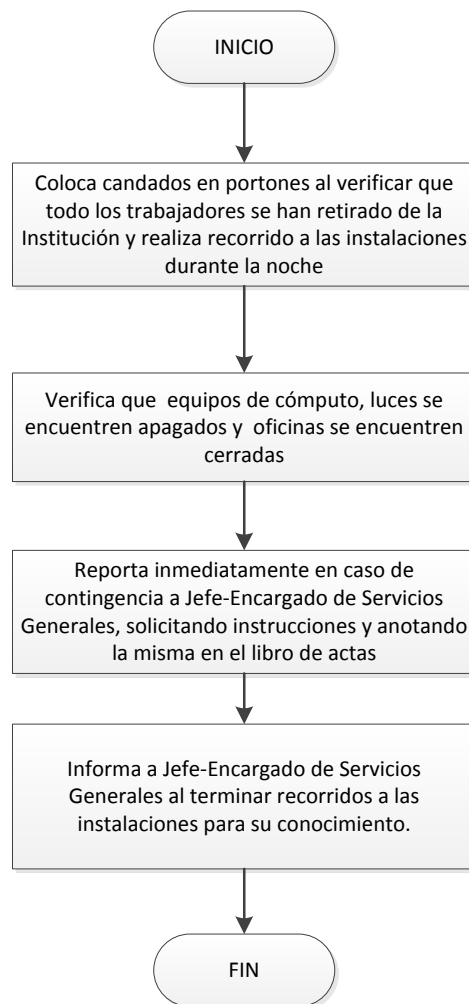 INICIO
Coloca candados en portones al verificar que
todo los trabajadores se han retirado de la
Institución y realiza recorrido a las instalaciones
durante la noche
Verifica que equipos de cómputo, luces se
encuentren apagados y oficinas se encuentren
cerradas
Reporta inmediatamente en caso de
contingencia a Jefe-Encargado de Servicios
Generales, solicitando instrucciones y anotando
la misma en el libro de actas
Informa a Jefe-Encargado de Servicios
Generales al terminar recorridos a las
instalaciones para su conocimiento.
FIN